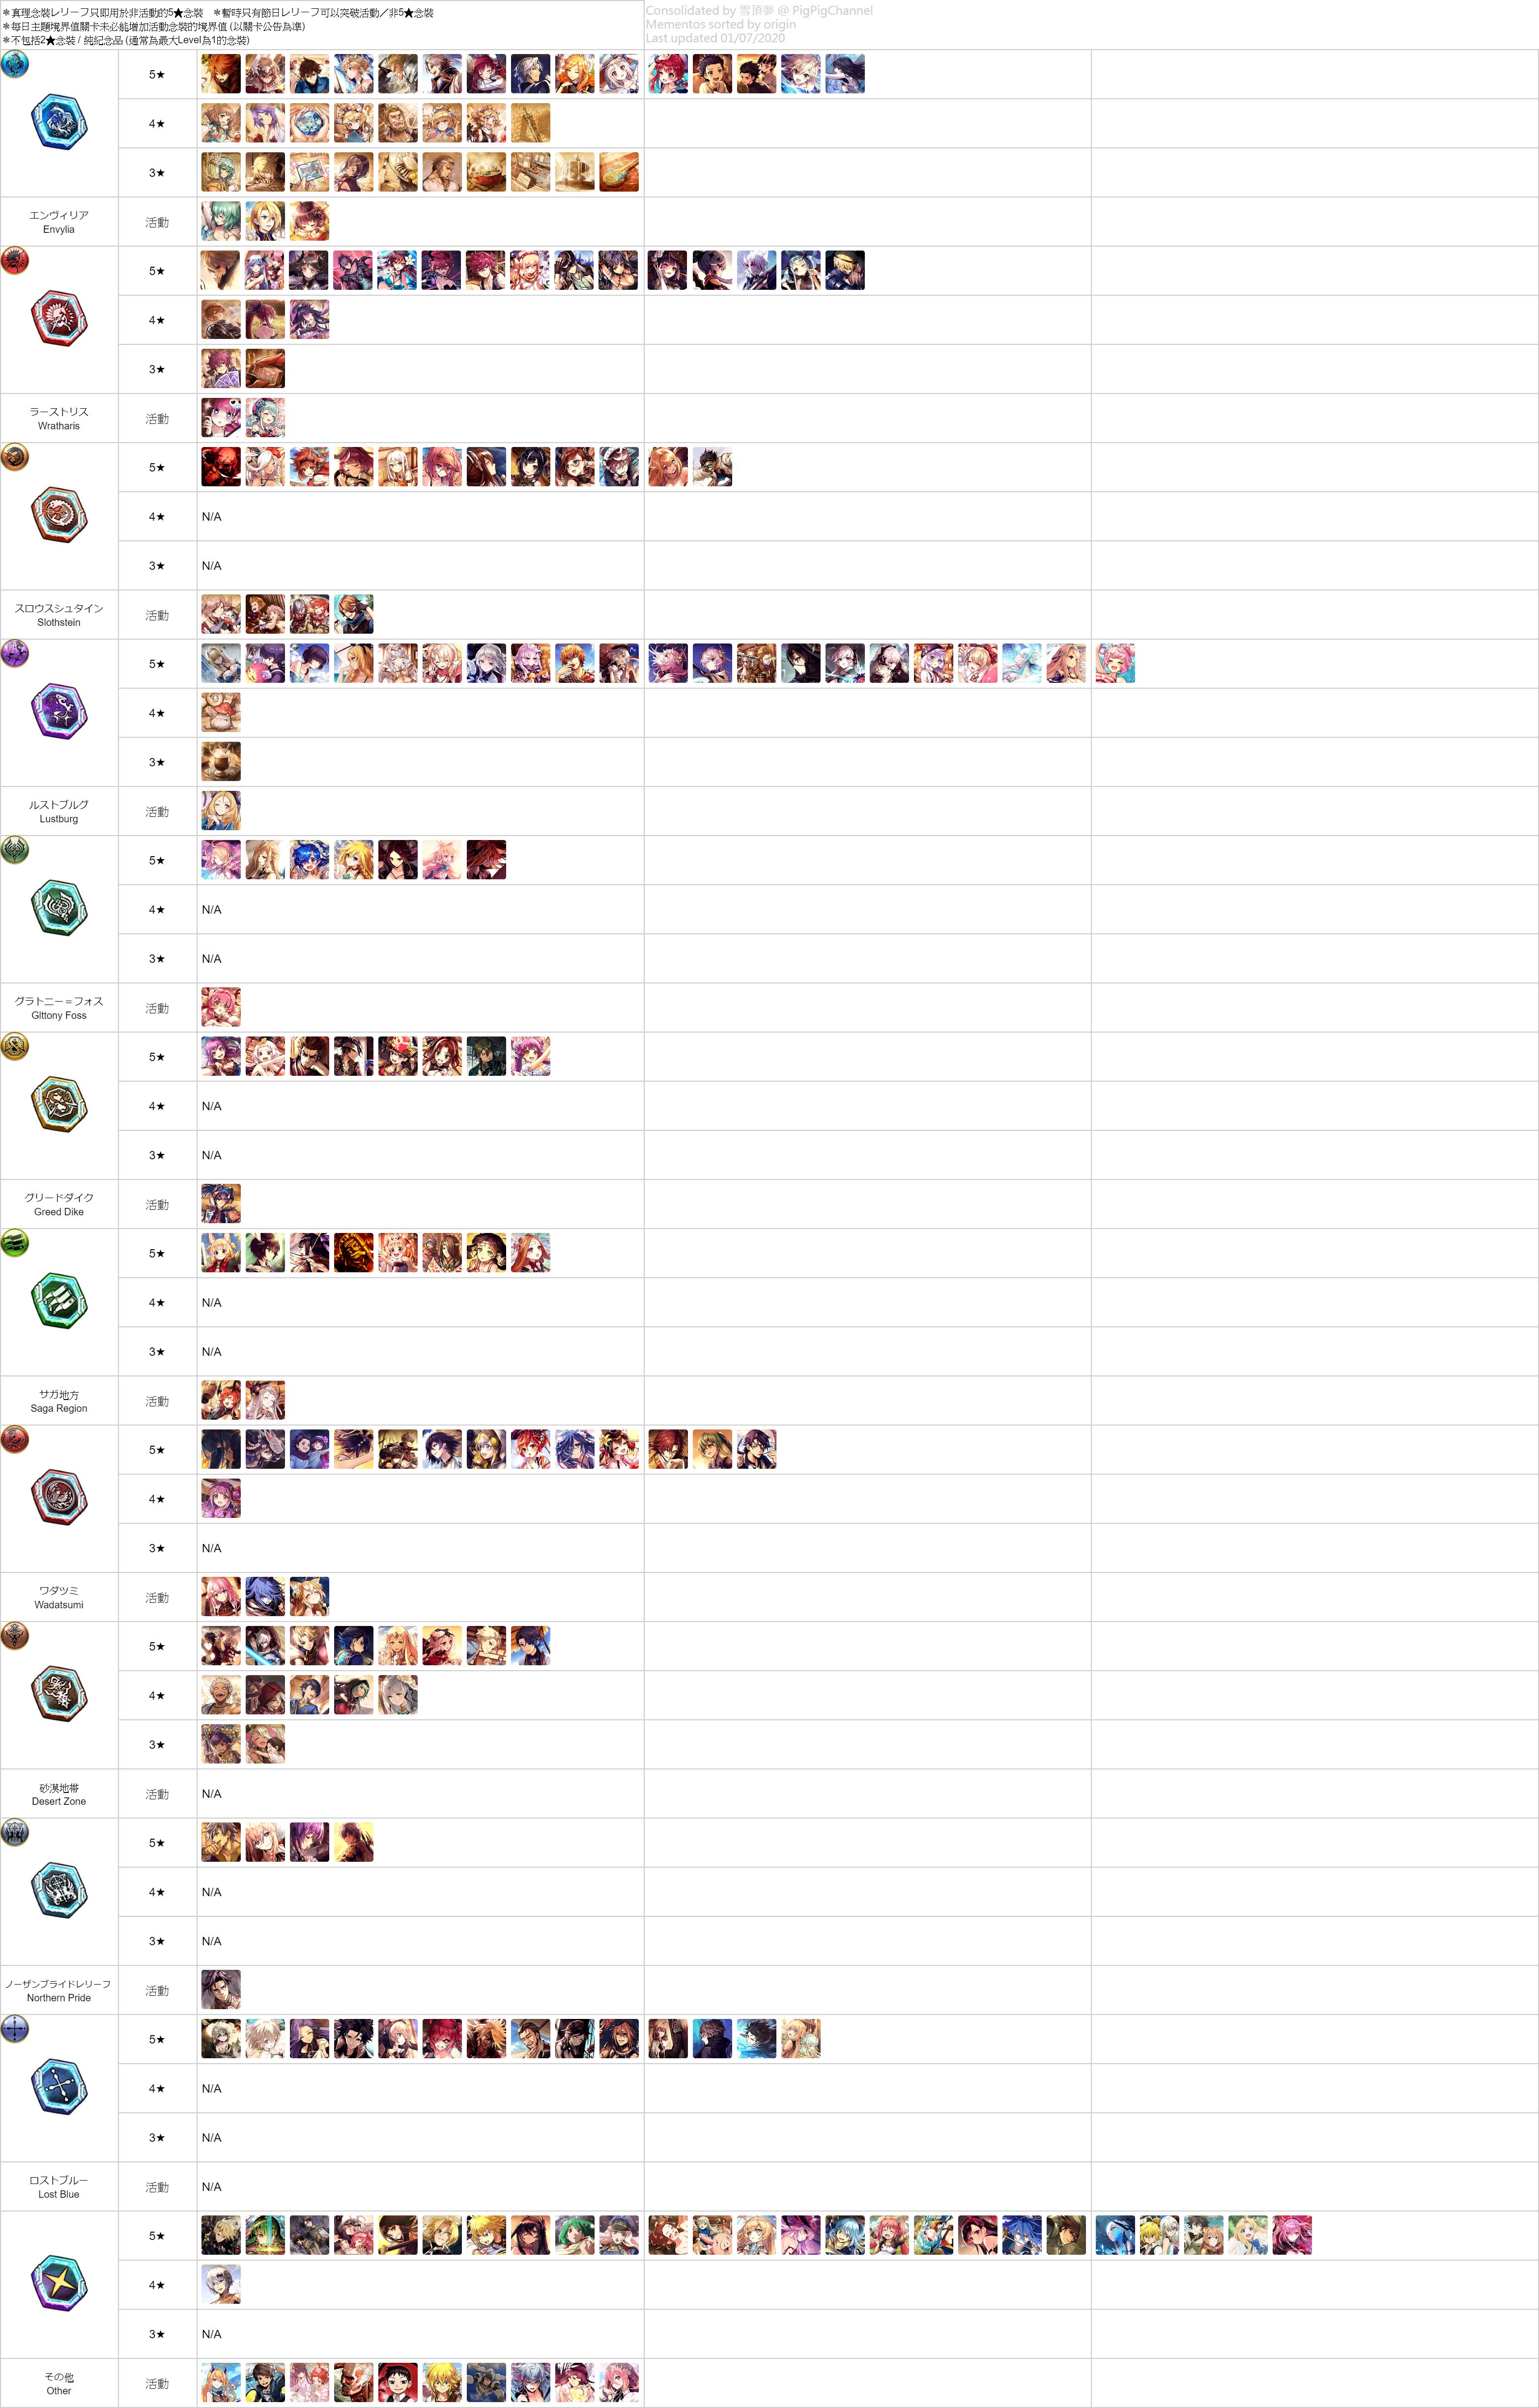 ＊真理念裝レリーフ只即用於非活動的5★念裝　＊暫時只有節日レリーフ可以突破活動／非5★念裝
＊每日主題境界值關卡未必能增加活動念裝的境界值 (以關卡公告為準)
＊不包括2★念裝 / 純紀念品 (通常為最大Level為1的念裝)
Consolidated by 雪頂夢 @ PigPigChannel
Mementos sorted by origin
Last updated 01/07/2020
5★
4★
3★
エンヴィリア
Envylia
活動
5★
4★
3★
ラーストリス
Wratharis
活動
5★
4★
N/A
3★
N/A
スロウスシュタイン
Slothstein
活動
5★
4★
3★
ルストブルグ
Lustburg
活動
5★
4★
N/A
3★
N/A
グラトニー＝フォス
Glttony Foss
活動
5★
4★
N/A
3★
N/A
グリードダイク
Greed Dike
活動
5★
4★
N/A
3★
N/A
サガ地方
Saga Region
活動
5★
4★
3★
N/A
ワダツミ
Wadatsumi
活動
5★
4★
3★
砂漠地帯
Desert Zone
活動
N/A
5★
4★
N/A
3★
N/A
ノーザンブライドレリーフ
Northern Pride
活動
5★
4★
N/A
3★
N/A
ロストブルー
Lost Blue
活動
N/A
5★
4★
3★
N/A
その他
Other
活動